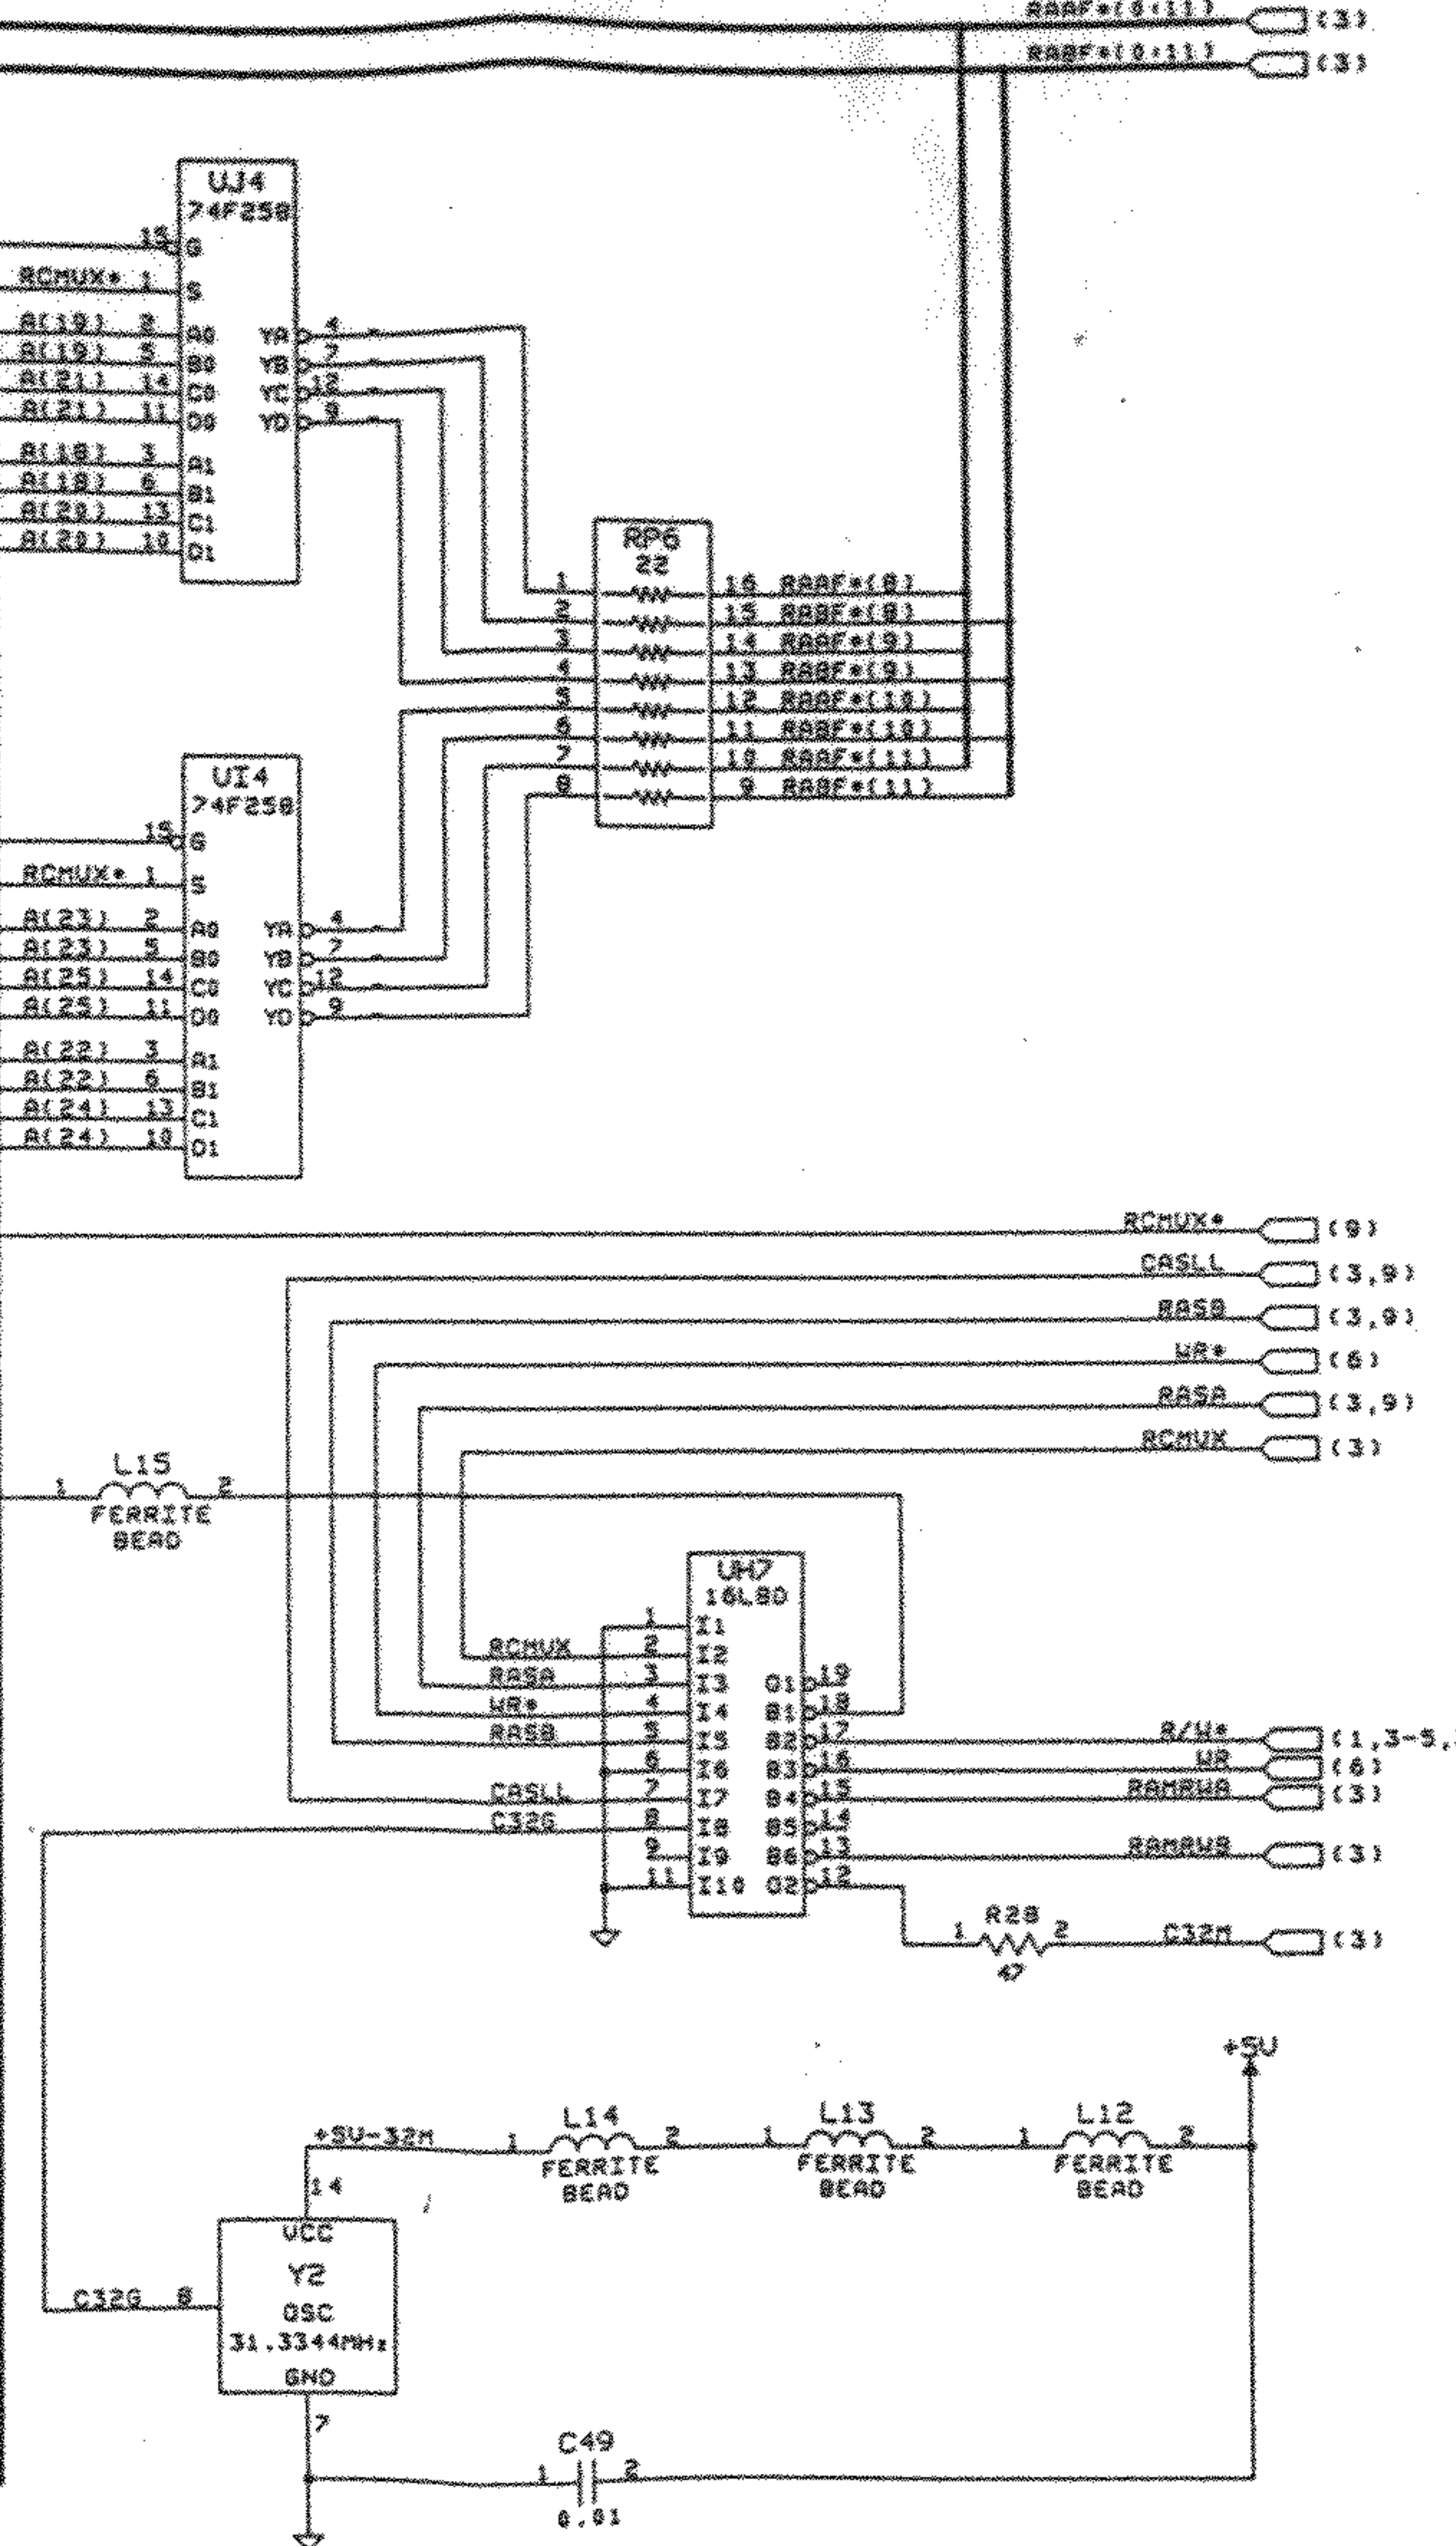 RAAF*(0:11) (3)
RABF*(0:11) (3)
UJ4
74F258
15 G
RCMUX* 1 S
A(19) 2 A0 YA 4
A(19) 5 B0 YB 7
A(21) 14 C0 YC 12
A(21) 11 D0 YD 9
A(18) 3 A1
A(18) 6 B1
A(20) 13 C1
A(20) 10 D1
RP6
22
1 16 RAAF*(8)
2 15 RABF*(8)
3 14 RAAF*(9)
4 13 RABF*(9)
5 12 RAAF*(10)
6 11 RABF*(10)
7 10 RAAF*(11)
8 9 RABF*(11)
UI4
74F258
15 G
RCMUX* 1 S
A(23) 2 A0 YA 4
A(23) 5 B0 YB 7
A(25) 14 C0 YC 12
A(25) 11 D0 YD 9
A(22) 3 A1
A(22) 6 B1
A(24) 13 C1
A(24) 10 D1
RCMUX* (9)
CASLL (3,9)
RASB (3,9)
WR* (6)
RASA (3,9)
RCMUX (3)
1 L15 2
FERRITE
BEAD
UH7
16L8D
1 I1
RCMUX 2 I2
RASA 3 I3 O1 19
WR* 4 I4 B1 18
RASB 5 I5 B2 17 R/W* (1,3-5,
6 I6 B3 16 WR (6)
CASLL 7 I7 B4 15 RAMRWA (3)
C32G 8 I8 B5 14
9 I9 B6 13 RAMRWB (3)
11 I10 O2 12
1 R28 2 C32M (3)
47
+5V
+5V-32M 1 L14 2 1 L13 2 1 L12 2
FERRITE FERRITE FERRITE
BEAD BEAD BEAD
14
VCC
Y2
C32G 8
OSC
31.3344MHz
GND
7
C49
1 2
0.01